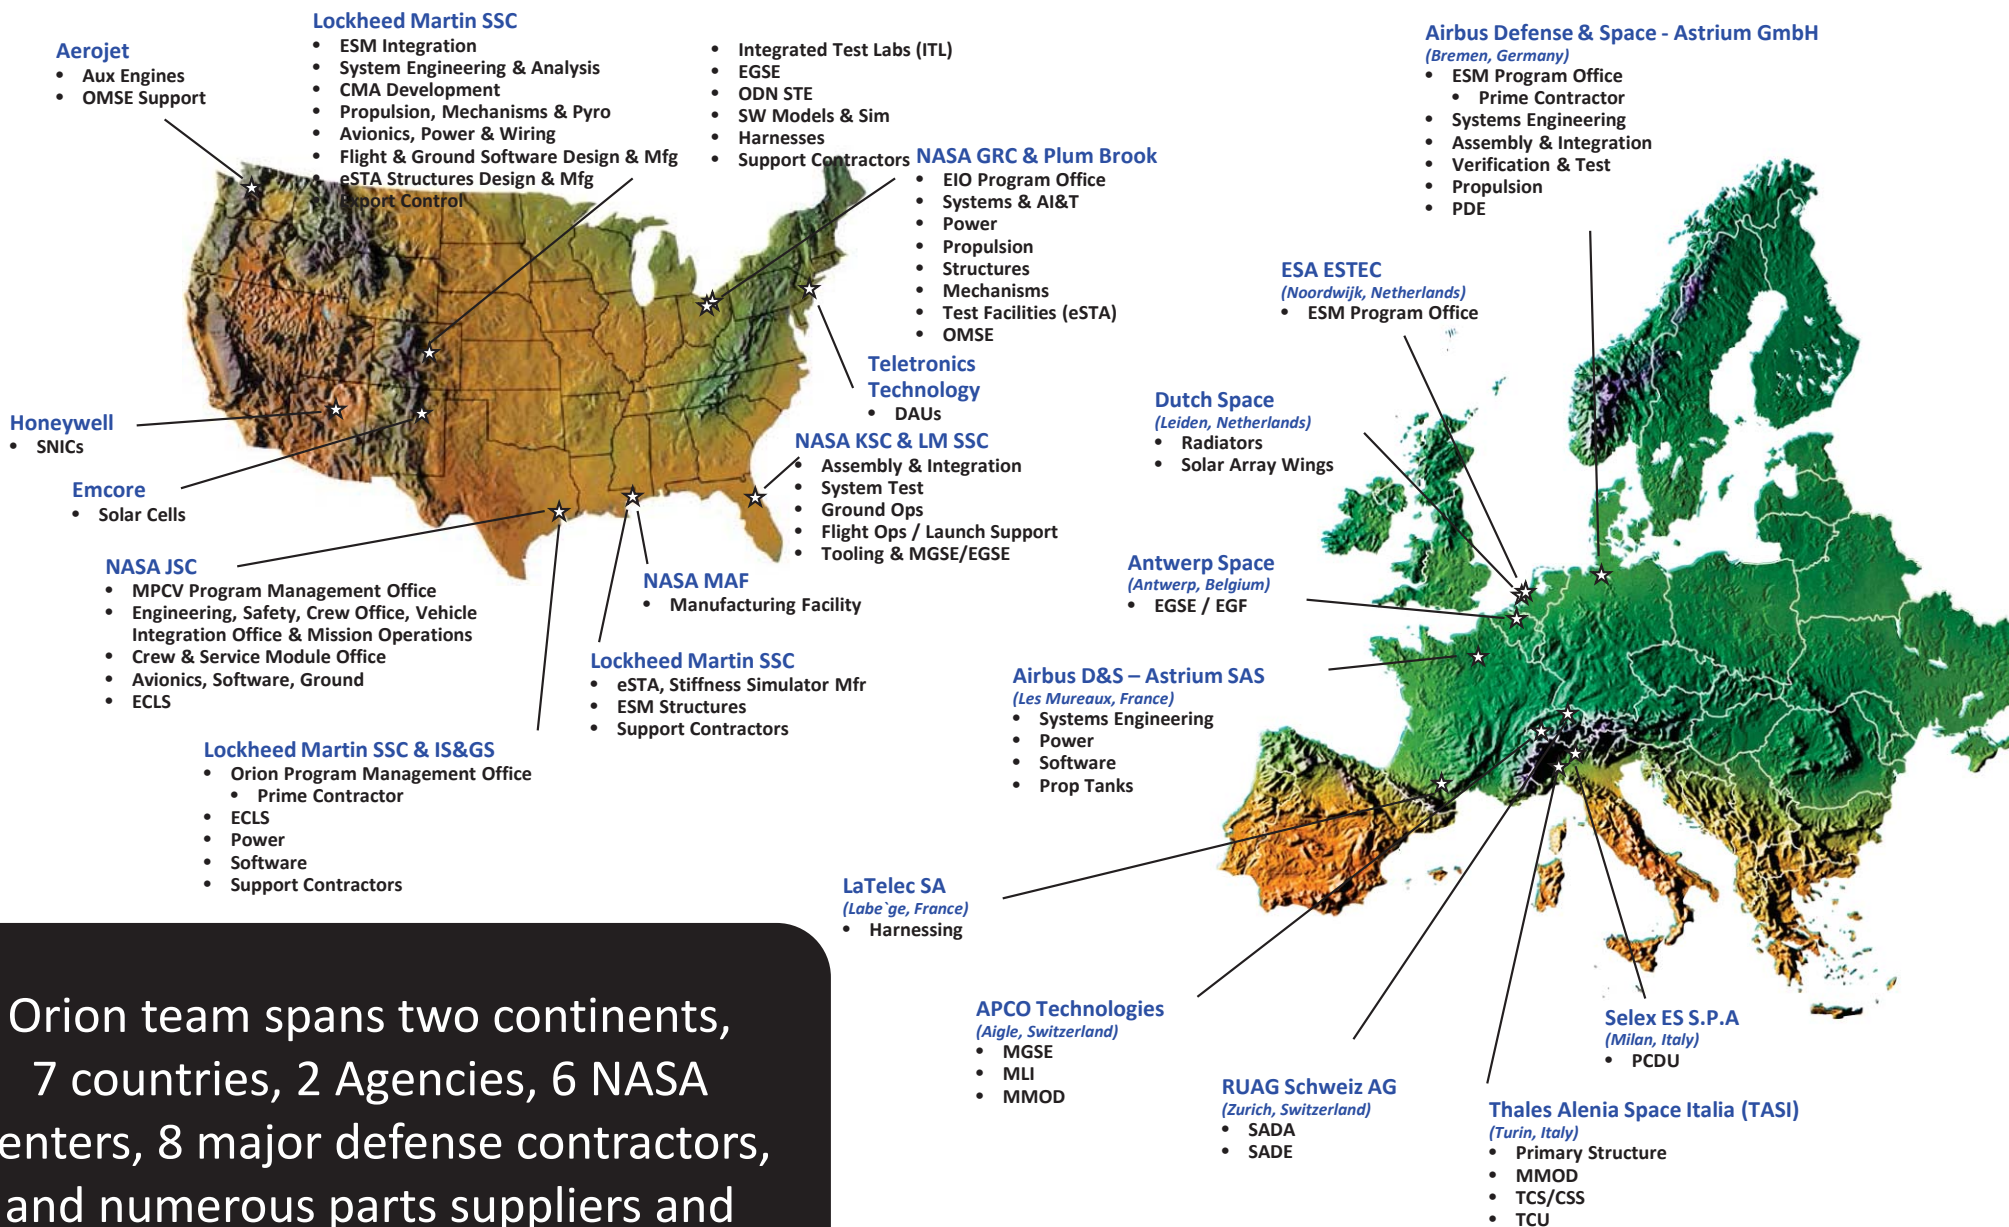 Aerojet
• Aux Engines
• OMSE Support
Lockheed Martin SSC
• ESM Integration
• System Engineering & Analysis
• CMA Development
• Propulsion, Mechanisms & Pyro
• Avionics, Power & Wiring
• Flight & Ground Software Design & Mfg
• eSTA Structures Design & Mfg
• Export Control
• Integrated Test Labs (ITL)
• EGSE
• ODN STE
• SW Models & Sim
• Harnesses
• Support Contractors
NASA GRC & Plum Brook
• EIO Program Office
• Systems & AI&T
• Power
• Propulsion
• Structures
• Mechanisms
• Test Facilities (eSTA)
• OMSE
Teletronics
Technology
• DAUs
NASA KSC & LM SSC
• Assembly & Integration
• System Test
• Ground Ops
• Flight Ops / Launch Support
• Tooling & MGSE/EGSE
Honeywell
• SNICs
Emcore
• Solar Cells
NASA JSC
• MPCV Program Management Office
• Engineering, Safety, Crew Office, Vehicle
Integration Office & Mission Operations
• Crew & Service Module Office
• Avionics, Software, Ground
• ECLS
NASA MAF
• Manufacturing Facility
Lockheed Martin SSC
• eSTA, Stiffness Simulator Mfr
• ESM Structures
• Support Contractors
Lockheed Martin SSC & IS&GS
• Orion Program Management Office
• Prime Contractor
• ECLS
• Power
• Software
• Support Contractors
Airbus Defense & Space - Astrium GmbH
(Bremen, Germany)
• ESM Program Office
• Prime Contractor
• Systems Engineering
• Assembly & Integration
• Verification & Test
• Propulsion
• PDE
ESA ESTEC
(Noordwijk, Netherlands)
• ESM Program Office
Dutch Space
(Leiden, Netherlands)
• Radiators
• Solar Array Wings
Antwerp Space
(Antwerp, Belgium)
• EGSE / EGF
Airbus D&S – Astrium SAS
(Les Mureaux, France)
• Systems Engineering
• Power
• Software
• Prop Tanks
LaTelec SA
(Labe`ge, France)
• Harnessing
APCO Technologies
(Aigle, Switzerland)
• MGSE
• MLI
• MMOD
RUAG Schweiz AG
(Zurich, Switzerland)
• SADA
• SADE
Selex ES S.P.A
(Milan, Italy)
• PCDU
Thales Alenia Space Italia (TASI)
(Turin, Italy)
• Primary Structure
• MMOD
• TCS/CSS
• TCU
Orion team spans two continents,
7 countries, 2 Agencies, 6 NASA
enters, 8 major defense contractors,
and numerous parts suppliers and